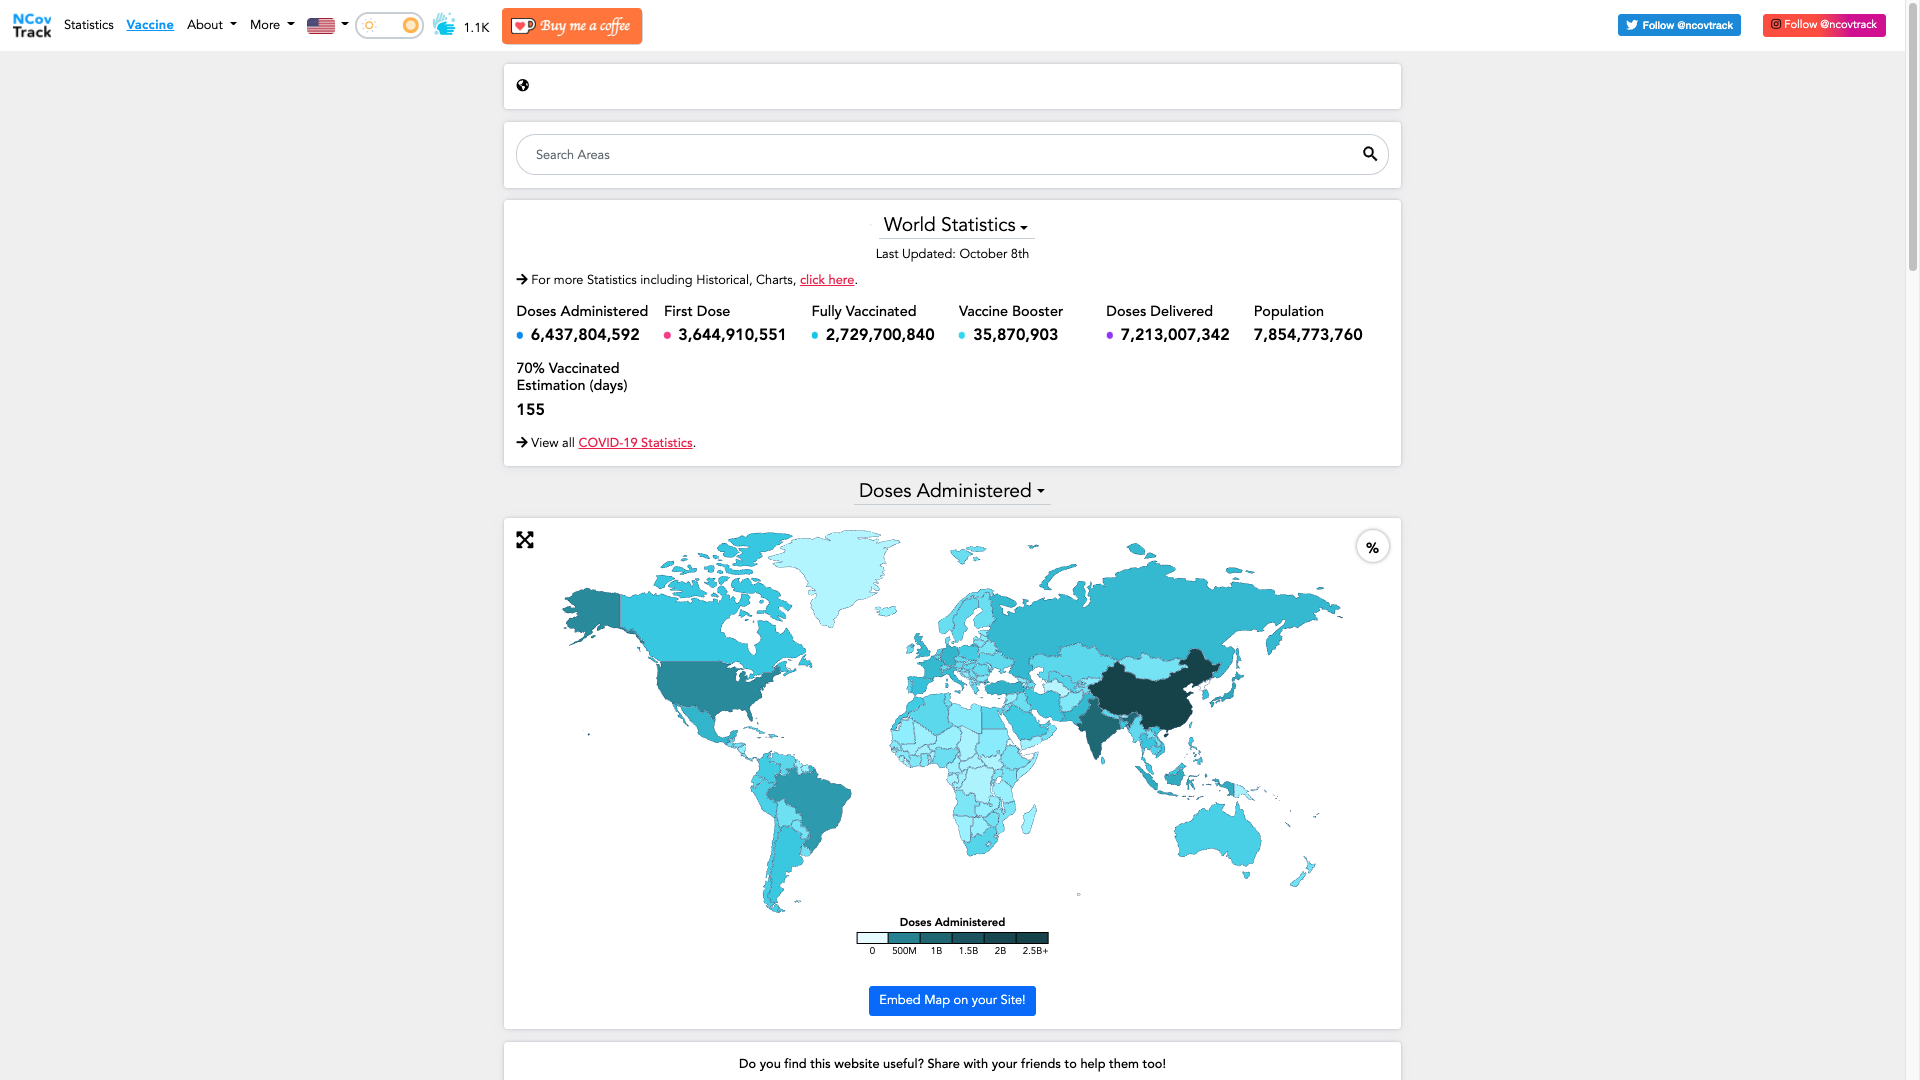 NCov
Track
Statistics
Vaccine
About
More
1.1K
Buy me a coffee
Follow @ncovtrack
Follow @ncovtrack
Search Areas
World Statistics
Last Updated: October 8th
For more Statistics including Historical, Charts, click here.
Doses Administered
6,437,804,592
First Dose
3,644,910,551
Fully Vaccinated
2,729,700,840
Vaccine Booster
35,870,903
Doses Delivered
7,213,007,342
Population
7,854,773,760
70% Vaccinated
Estimation (days)
155
View all COVID-19 Statistics.
Doses Administered
%
Doses Administered
0 500M 1B 1.5B 2B 2.5B+
Embed Map on your Site!
Do you find this website useful? Share with your friends to help them too!